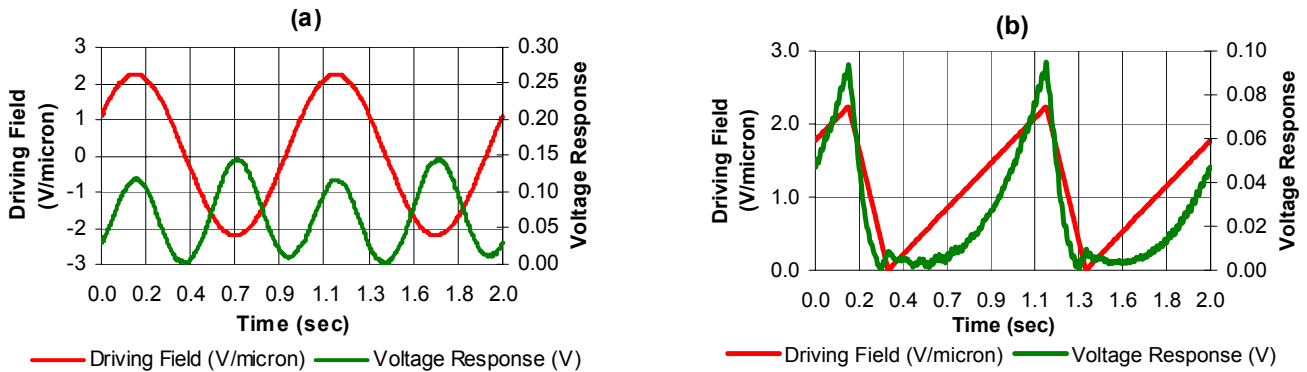 (a)
3
2
1
0
-1
-2
-3
0.30
0.25
0.20
0.15
0.10
0.05
0.00
Driving Field
(V/micron)
Voltage Response
0.0 0.2 0.4 0.7 0.9 1.1 1.3 1.6 1.8 2.0
Time (sec)
Driving Field (V/micron) Voltage Response (V)
(b)
3.0
2.0
1.0
0.0
0.10
0.08
0.06
0.04
0.02
0.00
Driving Field
(V/micron)
Voltage Response
0.0 0.2 0.4 0.7 0.9 1.1 1.3 1.6 1.8 2.0
Time (sec)
Driving Field (V/micron) Voltage Response (V)